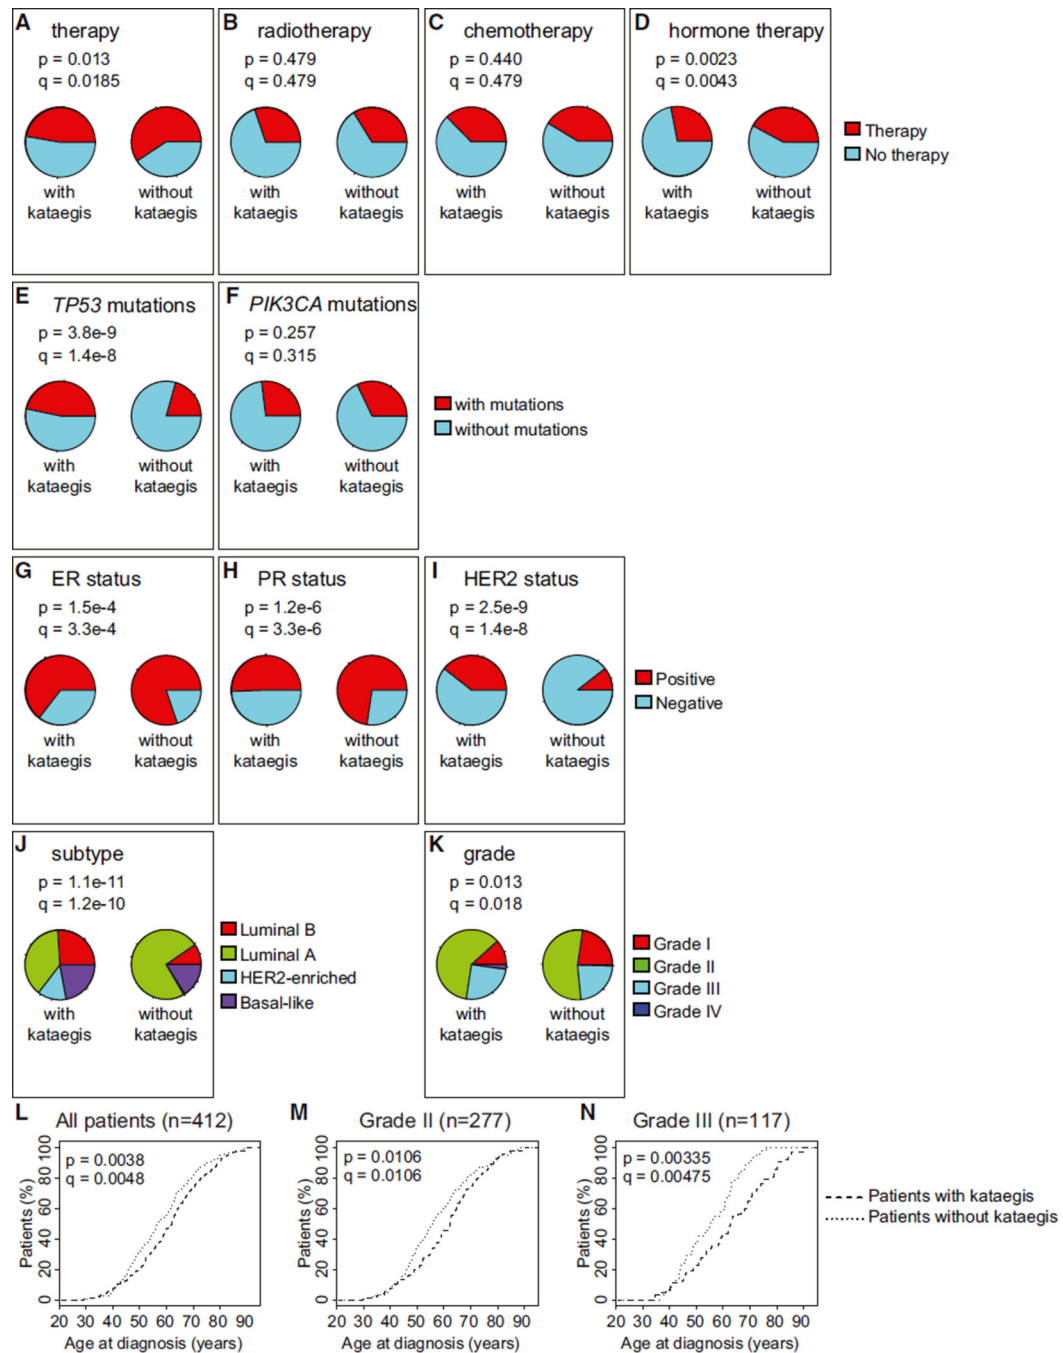 A therapy
p = 0.013
q = 0.0185
with
kataegis
without
kataegis
B radiotherapy
p = 0.479
q = 0.479
with
kataegis
without
kataegis
C chemotherapy
p = 0.440
q = 0.479
with
kataegis
without
kataegis
D hormone therapy
p = 0.0023
q = 0.0043
with
kataegis
without
kataegis
Therapy
No therapy
E TP53 mutations
p = 3.8e-9
q = 1.4e-8
with
kataegis
without
kataegis
F PIK3CA mutations
p = 0.257
q = 0.315
with
kataegis
without
kataegis
with mutations
without mutations
G ER status
p = 1.5e-4
q = 3.3e-4
with
kataegis
without
kataegis
H PR status
p = 1.2e-6
q = 3.3e-6
with
kataegis
without
kataegis
I HER2 status
p = 2.5e-9
q = 1.4e-8
with
kataegis
without
kataegis
Positive
Negative
J subtype
p = 1.1e-11
q = 1.2e-10
with
kataegis
without
kataegis
Luminal B
Luminal A
HER2-enriched
Basal-like
K grade
p = 0.013
q = 0.018
with
kataegis
without
kataegis
Grade I
Grade II
Grade III
Grade IV
L All patients (n=412)
p = 0.0038
q = 0.0048
Patients (%)
0 20 40 60 80 100
20 30 40 50 60 70 80 90
Age at diagnosis (years)
M Grade II (n=277)
p = 0.0106
q = 0.0106
Patients (%)
0 20 40 60 80 100
20 30 40 50 60 70 80 90
Age at diagnosis (years)
N Grade III (n=117)
p = 0.00335
q = 0.00475
Patients (%)
0 20 40 60 80 100
20 30 40 50 60 70 80 90
Age at diagnosis (years)
Patients with kataegis
Patients without kataegis